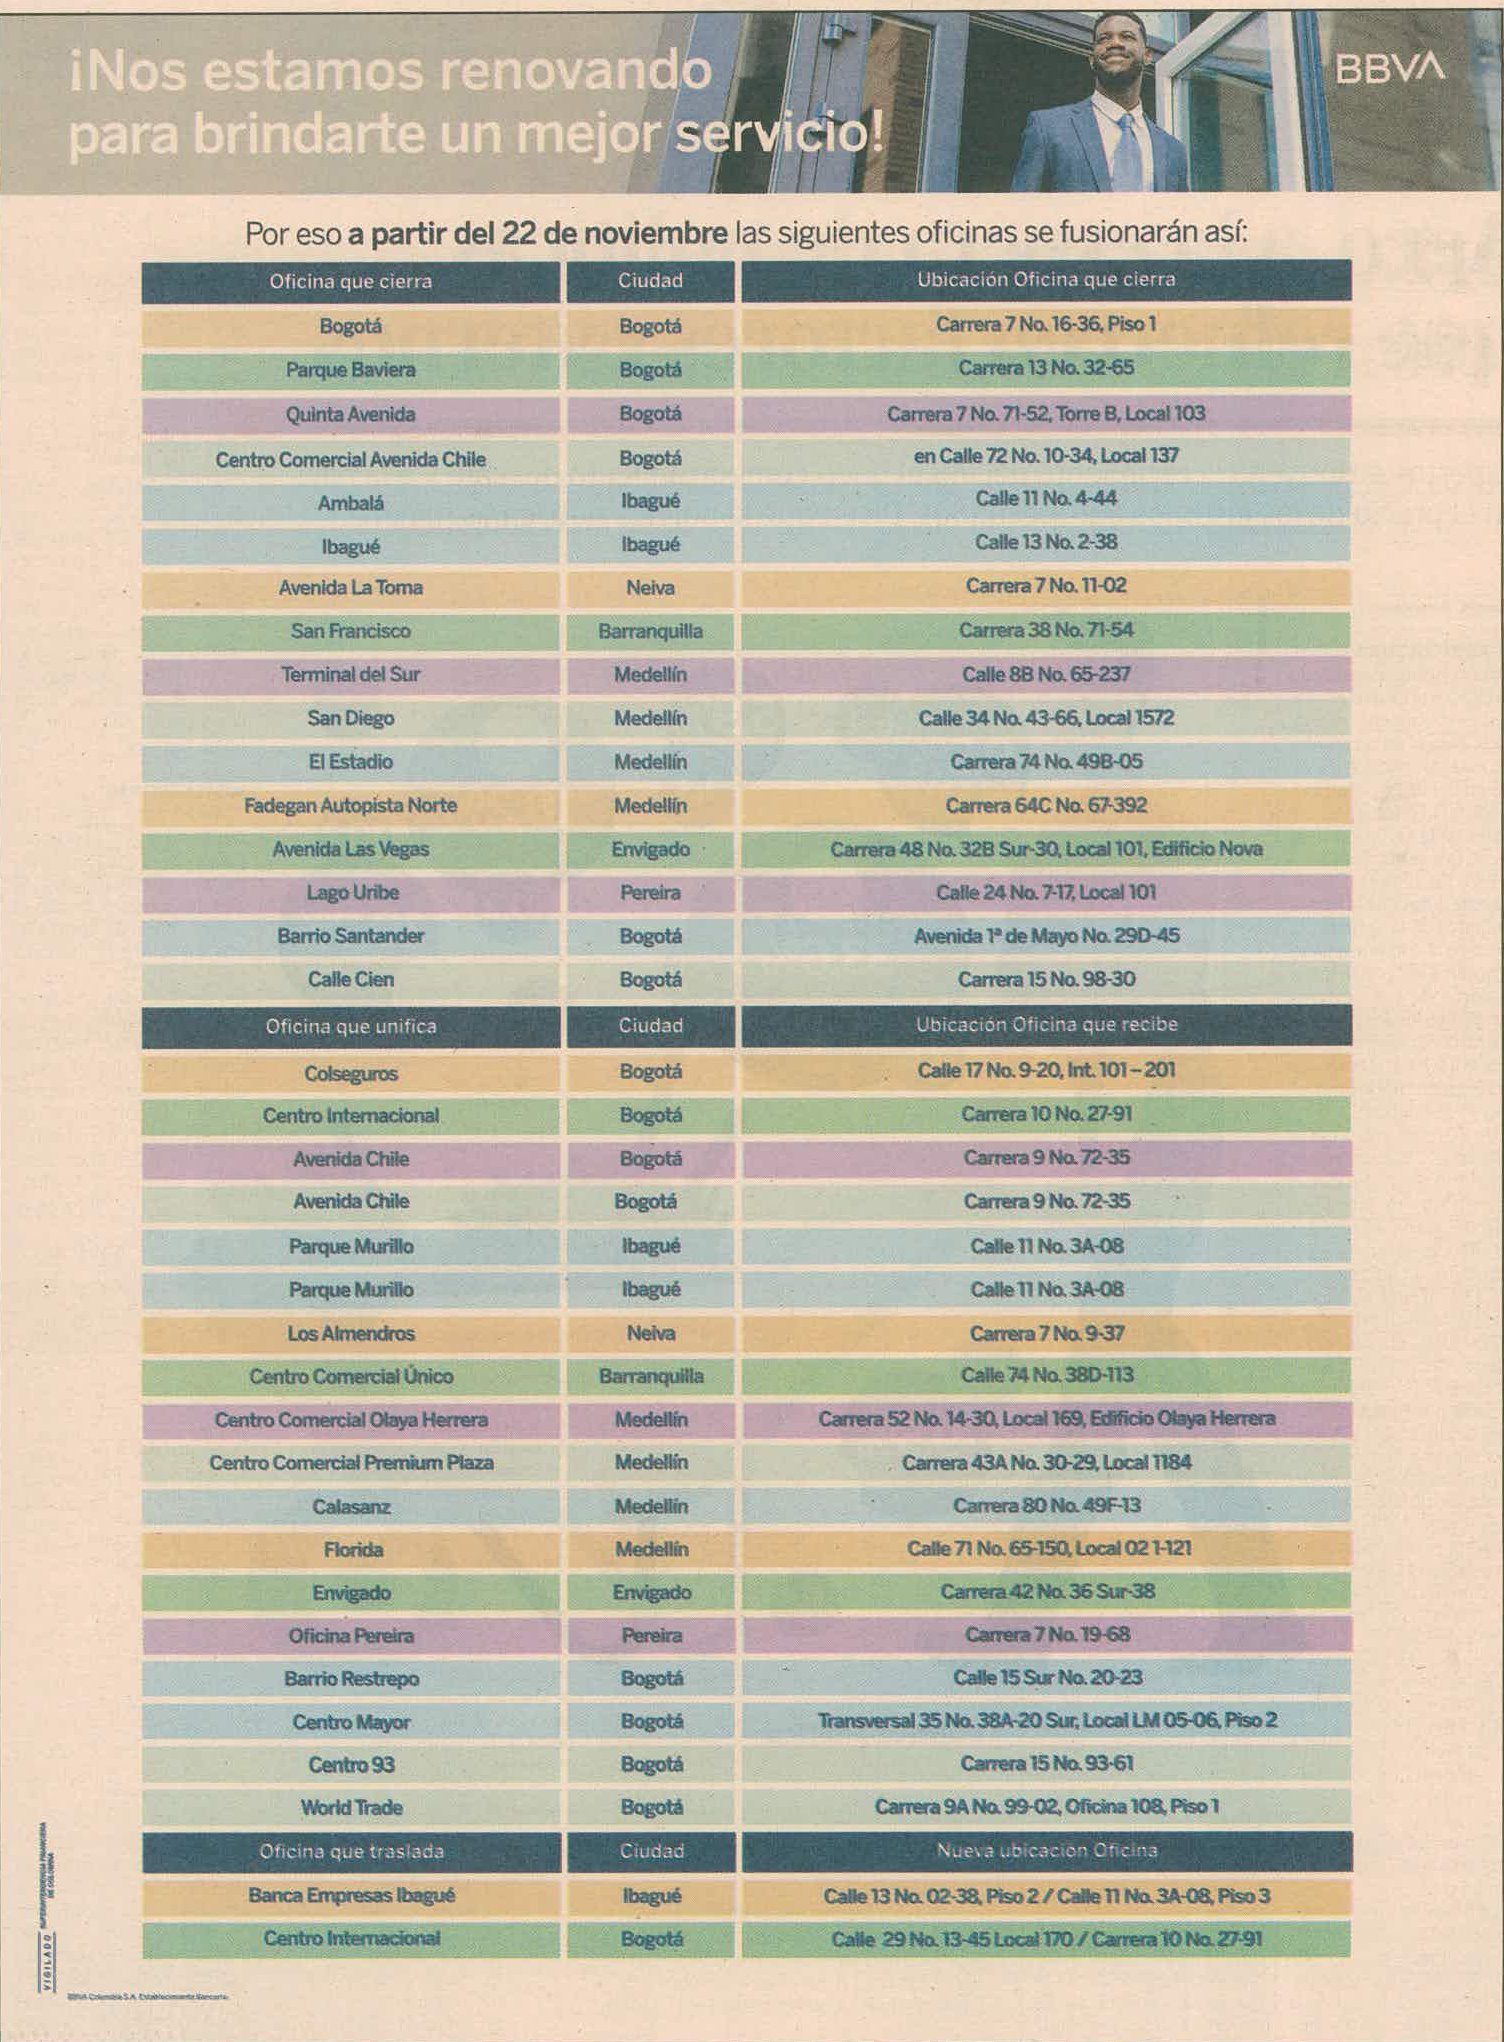 ¡Nos estamos renovando
para brindarte un mejor servicio!
BBVA
Por eso a partir del 22 de noviembre las siguientes oficinas se fusionarán así:
Oficina que cierra Ciudad Ubicación Oficina que cierra
Bogotá Bogotá Carrera 7 No. 16-36, Piso 1
Parque Baviera Bogotá Carrera 13 No. 32-65
Quinta Avenida Bogotá Carrera 7 No. 71-52, Torre B, Local 103
Centro Comercial Avenida Chile Bogotá en Calle 72 No. 10-34, Local 137
Ambalá Ibagué Calle 11 No. 4-44
Ibagué Ibagué Calle 13 No. 2-38
Avenida La Toma Neiva Carrera 7 No. 11-02
San Francisco Barranquilla Carrera 38 No. 71-54
Terminal del Sur Medellín Calle 8B No. 65-237
San Diego Medellín Calle 34 No. 43-66, Local 1572
El Estadio Medellín Carrera 74 No. 49B-05
Fadegan Autopista Norte Medellín Carrera 64C No. 67-392
Avenida Las Vegas Envigado Carrera 48 No. 32B Sur-30, Local 101, Edificio Nova
Lago Uribe Pereira Calle 24 No. 7-17, Local 101
Barrio Santander Bogotá Avenida 1ª de Mayo No. 29D-45
Calle Cien Bogotá Carrera 15 No. 98-30
Oficina que unifica Ciudad Ubicación Oficina que recibe
Colseguros Bogotá Calle 17 No. 9-20, Int. 101 – 201
Centro Internacional Bogotá Carrera 10 No. 27-91
Avenida Chile Bogotá Carrera 9 No. 72-35
Avenida Chile Bogotá Carrera 9 No. 72-35
Parque Murillo Ibagué Calle 11 No. 3A-08
Parque Murillo Ibagué Calle 11 No. 3A-08
Los Almendros Neiva Carrera 7 No. 9-37
Centro Comercial Único Barranquilla Calle 74 No. 38D-113
Centro Comercial Olaya Herrera Medellín Carrera 52 No. 14-30, Local 169, Edificio Olaya Herrera
Centro Comercial Premium Plaza Medellín Carrera 43A No. 30-29, Local 1184
Calasanz Medellín Carrera 80 No. 49F-13
Florida Medellín Calle 71 No. 65-150, Local 02 1-121
Envigado Envigado Carrera 42 No. 36 Sur-38
Oficina Pereira Pereira Carrera 7 No. 19-68
Barrio Restrepo Bogotá Calle 15 Sur No. 20-23
Centro Mayor Bogotá Transversal 35 No. 38A-20 Sur, Local LM 05-06, Piso 2
Centro 93 Bogotá Carrera 15 No. 93-61
World Trade Bogotá Carrera 9A No. 99-02, Oficina 108, Piso 1
Oficina que traslada Ciudad Nueva ubicación Oficina
Banca Empresas Ibagué Ibagué Calle 13 No. 02-38, Piso 2 / Calle 11 No. 3A-08, Piso 3
Centro Internacional Bogotá Calle 29 No. 13-45 Local 170 / Carrera 10 No. 27-91
VIGILADO SUPERINTENDENCIA FINANCIERA
DE COLOMBIA
BBVA Colombia S.A. Establecimiento Bancario.